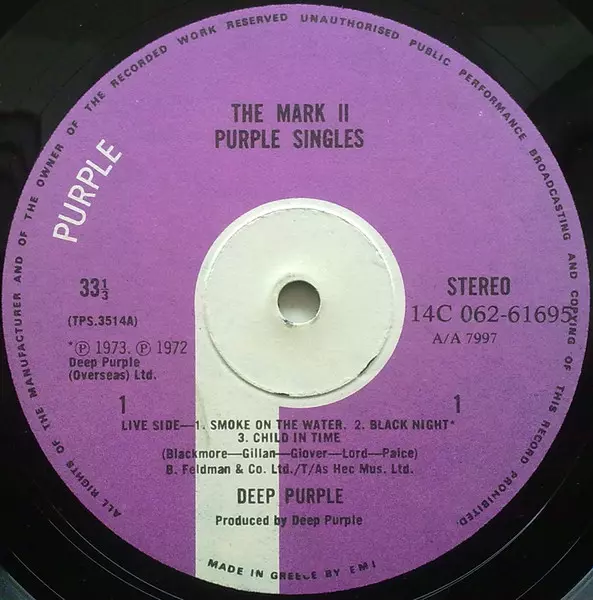 ALL RIGHTS OF THE MANUFACTURER AND OF THE OWNER OF THE RECORDED WORK RESERVED UNAUTHORISED PUBLIC PERFORMANCE BROADCASTING AND COPYING OF THIS RECORD PROHIBITED.
THE MARK II
PURPLE SINGLES
PURPLE
33⅓
STEREO
14C 062-61695
(TPS.3514A)
A/A 7997
*℗ 1973. ℗ 1972
Deep Purple
(Overseas) Ltd.
1
1
LIVE SIDE—1. SMOKE ON THE WATER. 2. BLACK NIGHT*
3. CHILD IN TIME
(Blackmore—Gillan—Glover—Lord—Paice)
B. Feldman & Co. Ltd./T/As Hec Mus. Ltd.
DEEP PURPLE
Produced by Deep Purple
MADE IN GREECE BY EMI